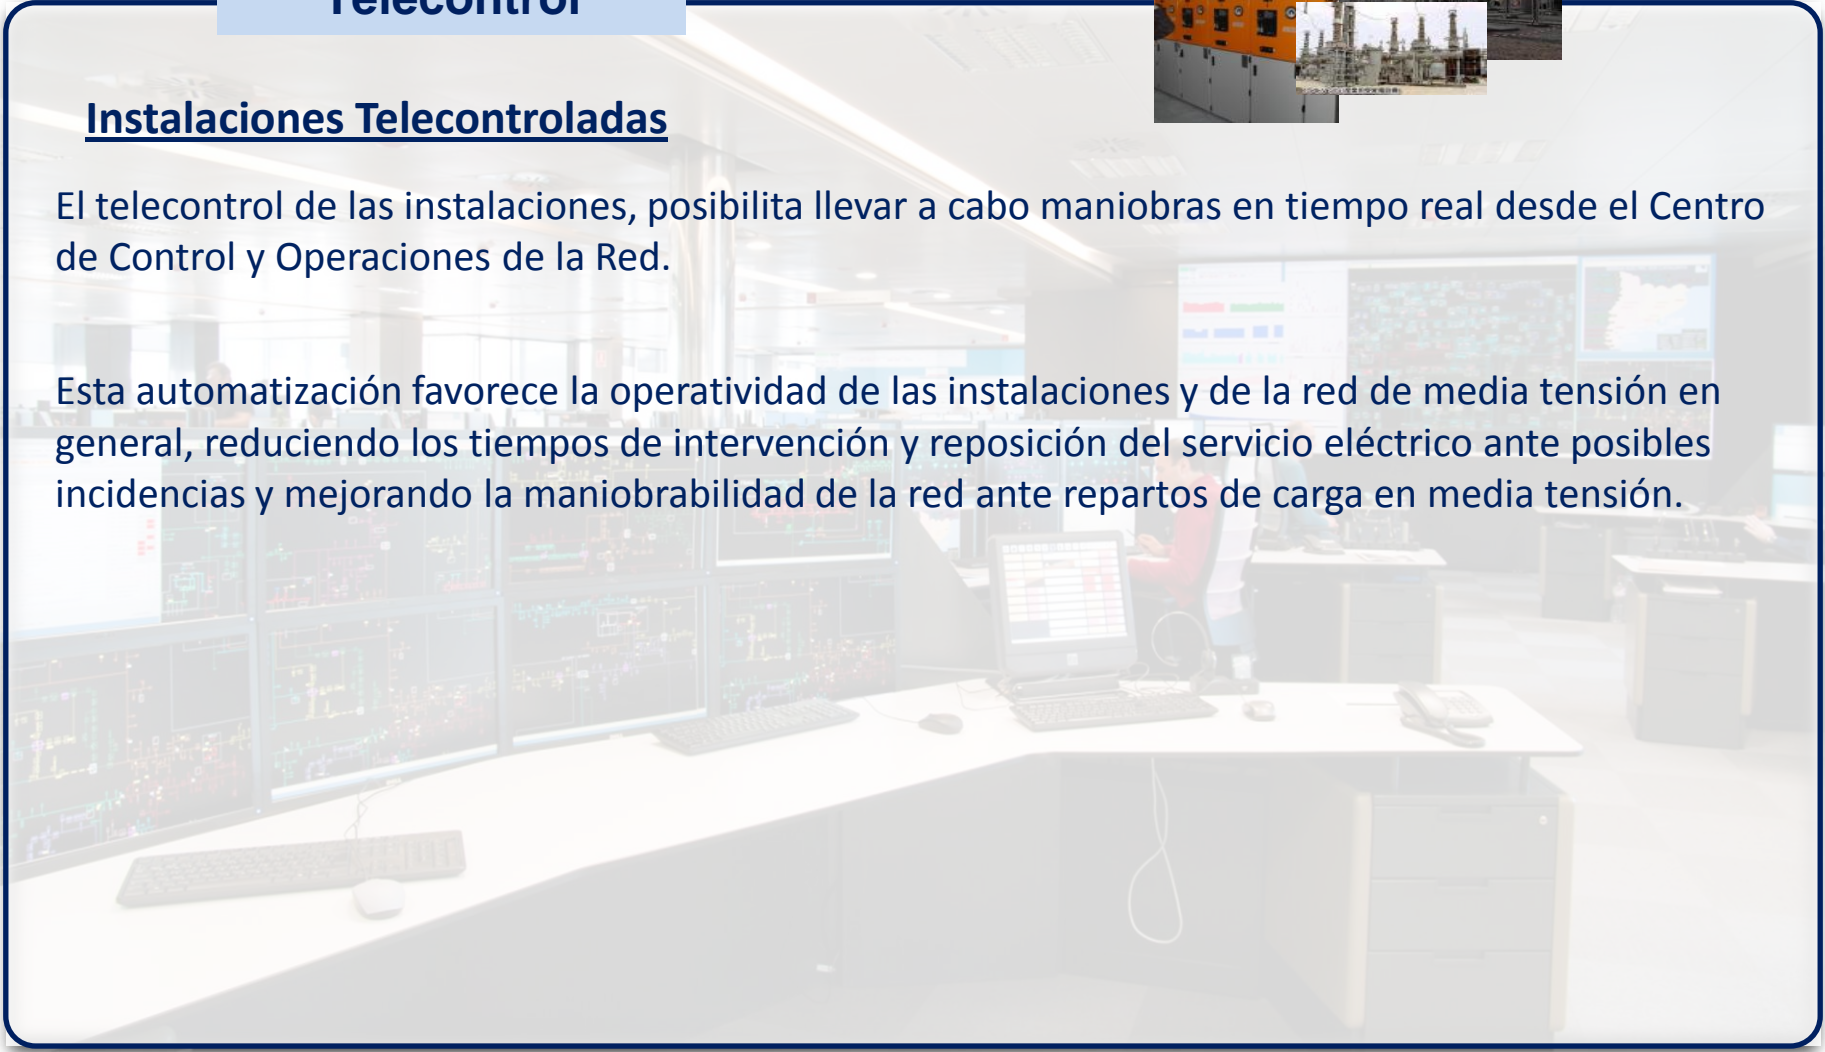 Telecontrol
Instalaciones Telecontroladas
El telecontrol de las instalaciones, posibilita llevar a cabo maniobras en tiempo real desde el Centro
de Control y Operaciones de la Red.
Esta automatización favorece la operatividad de las instalaciones y de la red de media tensión en
general, reduciendo los tiempos de intervención y reposición del servicio eléctrico ante posibles
incidencias y mejorando la maniobrabilidad de la red ante repartos de carga en media tensión.